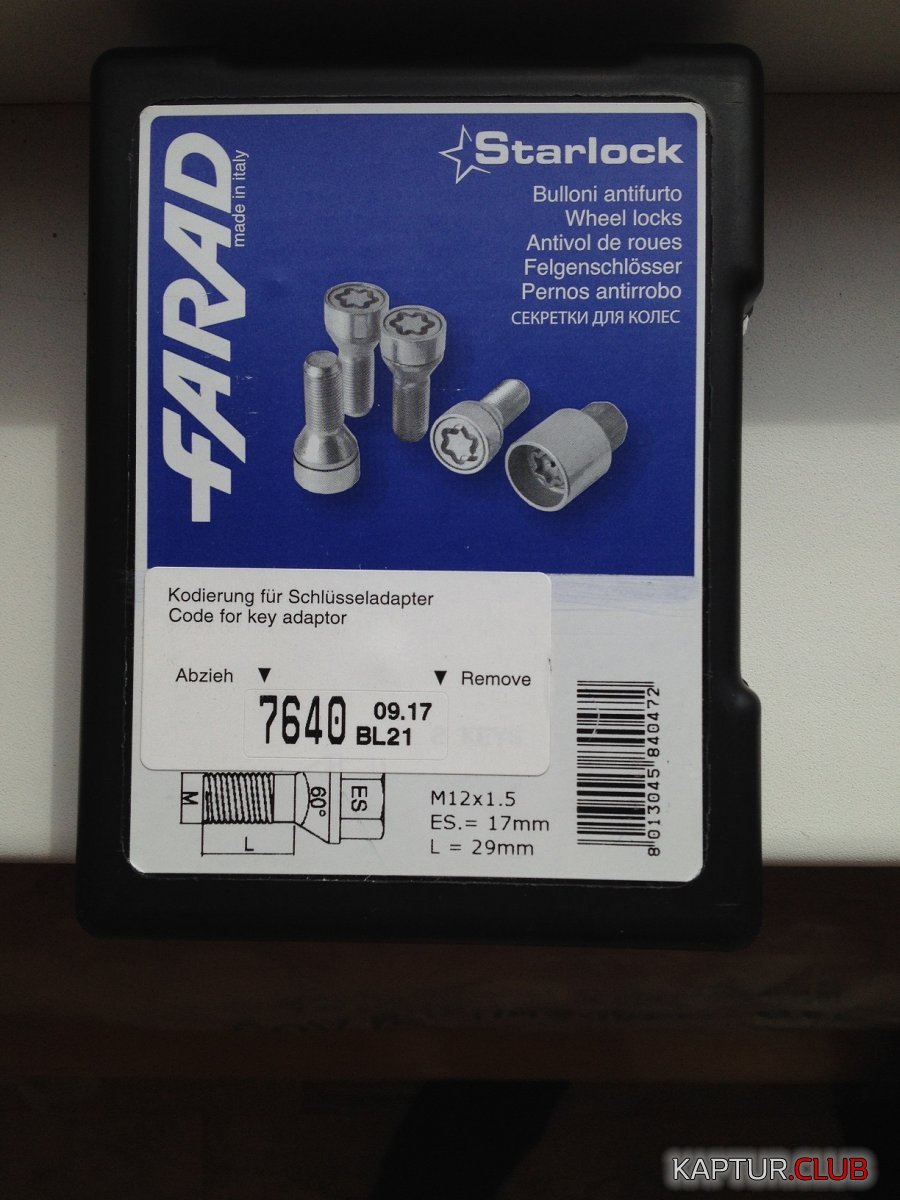 FARAD
made in italy
Starlock
Bulloni antifurto
Wheel locks
Antivol de roues
Felgenschlösser
Pernos antirrobo
СЕКРЕТКИ ДЛЯ КОЛЕС
Kodierung für Schlüsseladapter
Code for key adaptor
Abzieh ▼ ▼ Remove
7640 09.17
BL21
M
L
60°
ES
M12x1.5
ES.= 17mm
L = 29mm
8 013045 840472
KAPTUR.CLUB